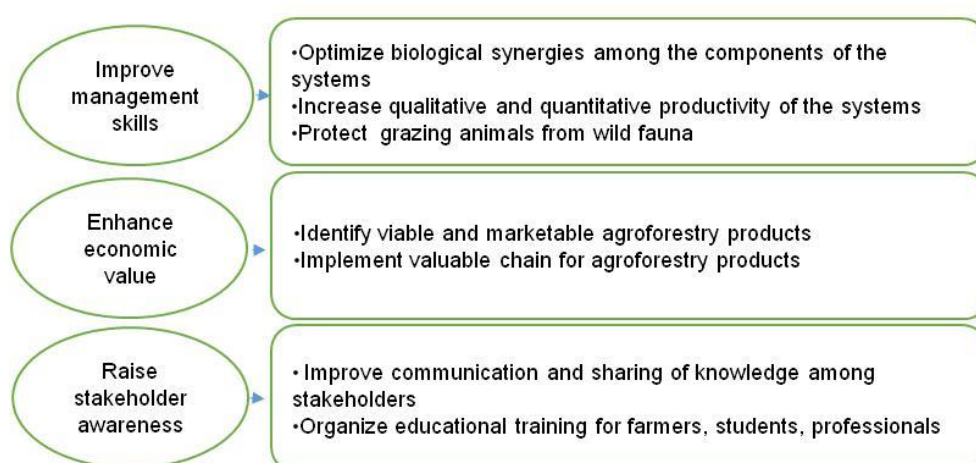 Improve
management
skills
•Optimize biological synergies among the components of the
systems
•Increase qualitative and quantitative productivity of the systems
•Protect grazing animals from wild fauna
Enhance
economic
value
•Identify viable and marketable agroforestry products
•Implement valuable chain for agroforestry products
Raise
stakeholder
awareness
• Improve communication and sharing of knowledge among
stakeholders
•Organize educational training for farmers, students, professionals